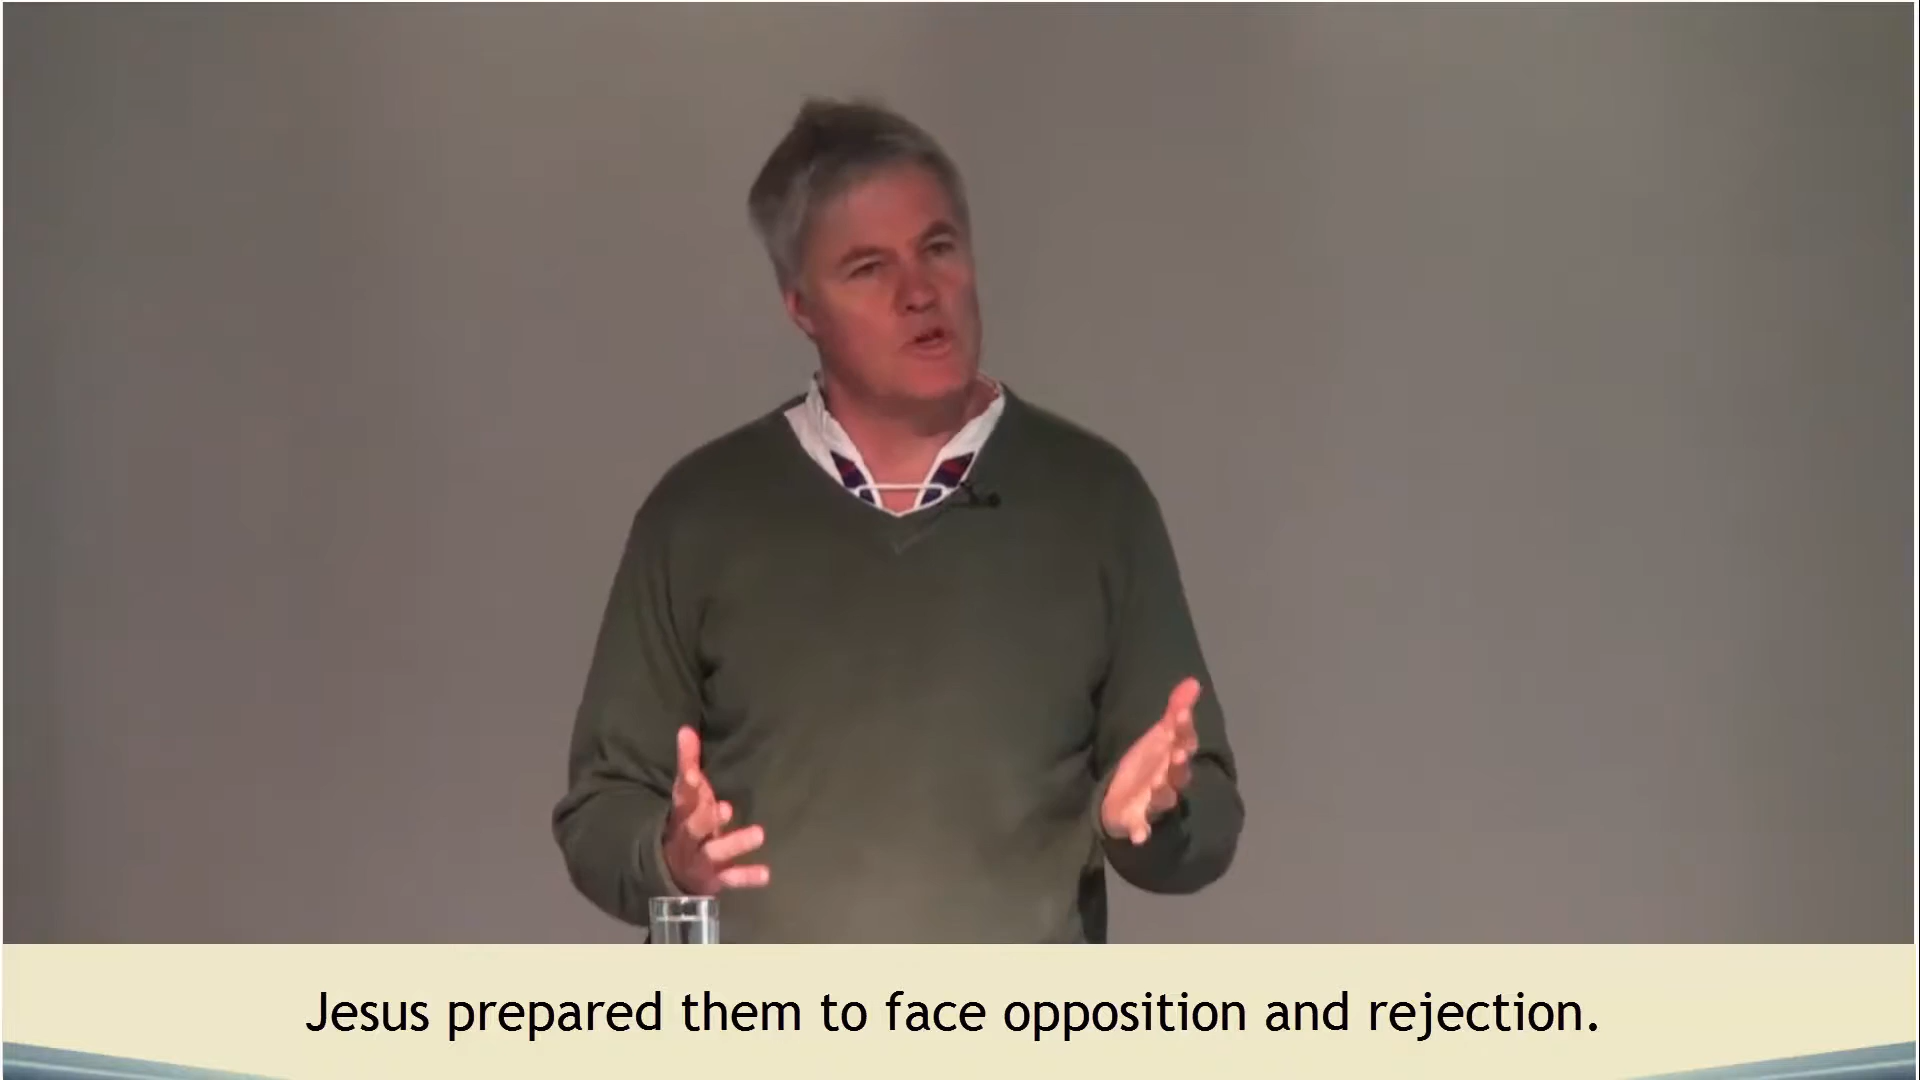 Jesus prepared them to face opposition and rejection.